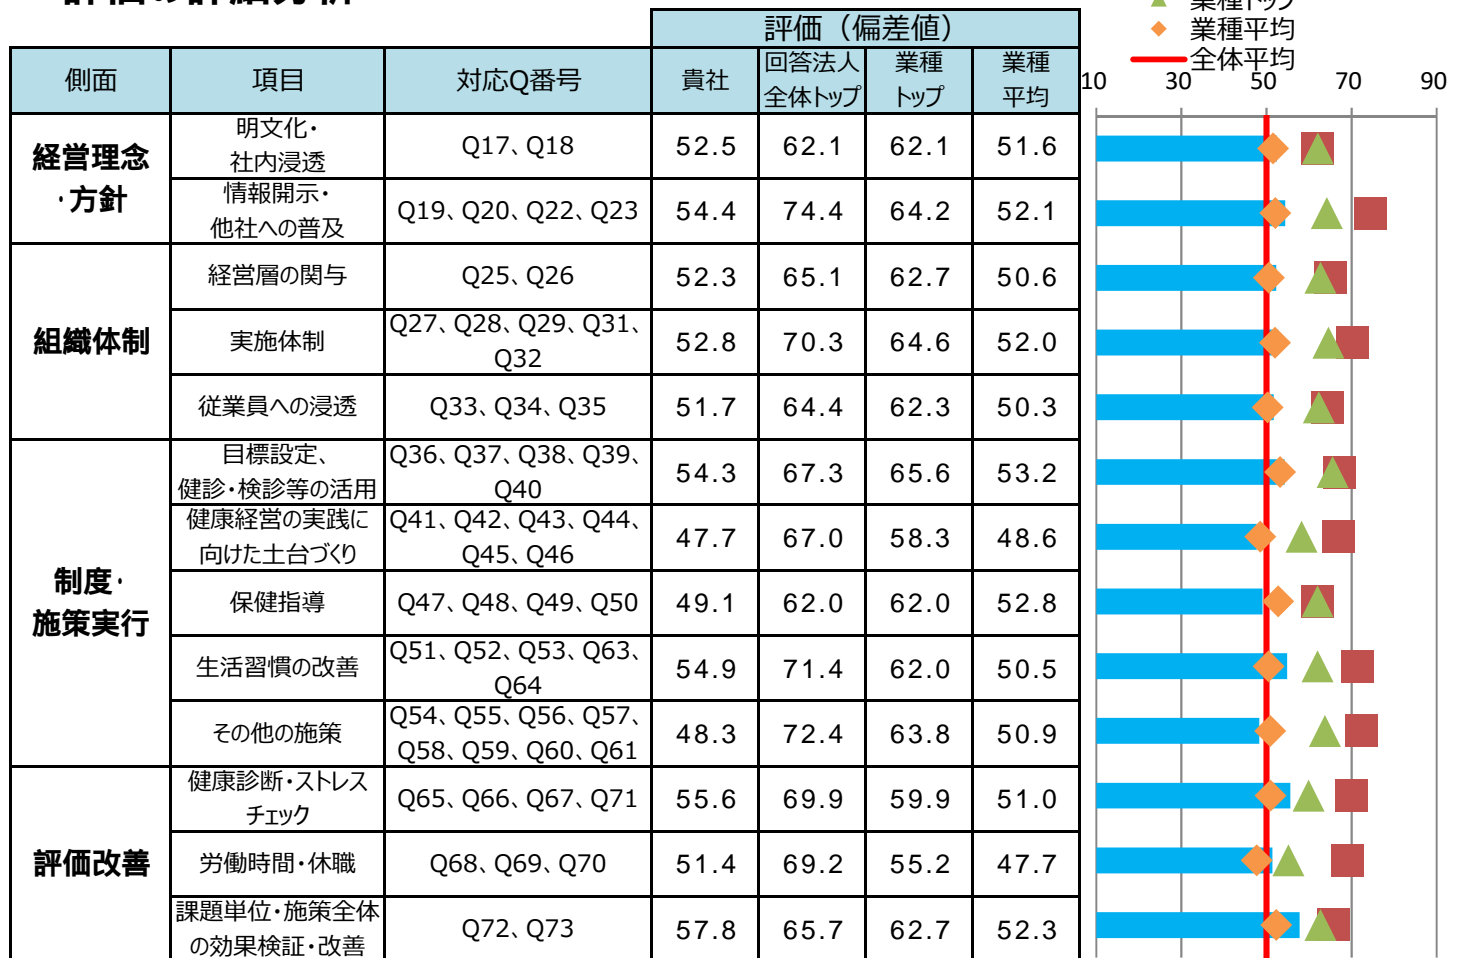 評価の詳細分析
業種トップ
業種平均
全体平均
評価（偏差値）
側面 項目 対応Q番号 貴社 回答法人全体トップ 業種トップ 業種平均
10 30 50 70 90
経営理念・方針
明文化・社内浸透 Q17、Q18 52.5 62.1 62.1 51.6
情報開示・他社への普及 Q19、Q20、Q22、Q23 54.4 74.4 64.2 52.1
組織体制
経営層の関与 Q25、Q26 52.3 65.1 62.7 50.6
実施体制 Q27、Q28、Q29、Q31、Q32 52.8 70.3 64.6 52.0
従業員への浸透 Q33、Q34、Q35 51.7 64.4 62.3 50.3
制度・施策実行
目標設定、健診・検診等の活用 Q36、Q37、Q38、Q39、Q40 54.3 67.3 65.6 53.2
健康経営の実践に向けた土台づくり Q41、Q42、Q43、Q44、Q45、Q46 47.7 67.0 58.3 48.6
保健指導 Q47、Q48、Q49、Q50 49.1 62.0 62.0 52.8
生活習慣の改善 Q51、Q52、Q53、Q63、Q64 54.9 71.4 62.0 50.5
その他の施策 Q54、Q55、Q56、Q57、Q58、Q59、Q60、Q61 48.3 72.4 63.8 50.9
評価改善
健康診断・ストレスチェック Q65、Q66、Q67、Q71 55.6 69.9 59.9 51.0
労働時間・休職 Q68、Q69、Q70 51.4 69.2 55.2 47.7
課題単位・施策全体の効果検証・改善 Q72、Q73 57.8 65.7 62.7 52.3